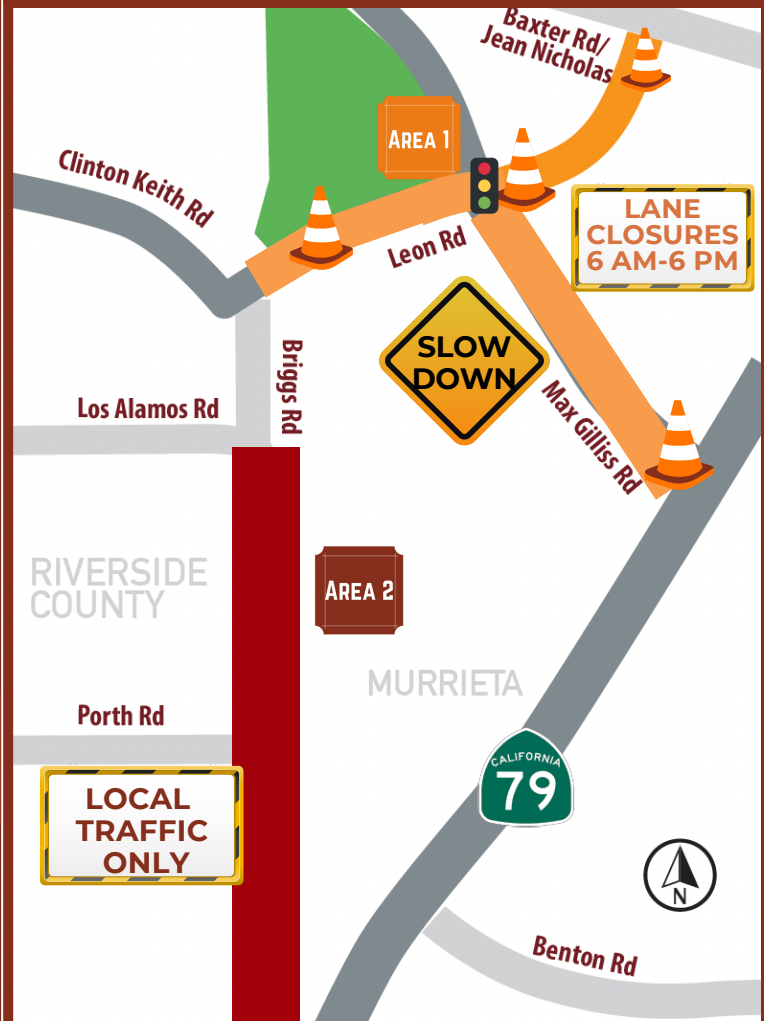 Baxter Rd/
Jean Nicholas
AREA 1
Clinton Keith Rd
LANE
CLOSURES
6 AM-6 PM
Leon Rd
SLOW
DOWN
Briggs Rd
Max Gilliss Rd
Los Alamos Rd
RIVERSIDE
COUNTY
AREA 2
MURRIETA
Porth Rd
CALIFORNIA
79
LOCAL
TRAFFIC
ONLY
N
Benton Rd